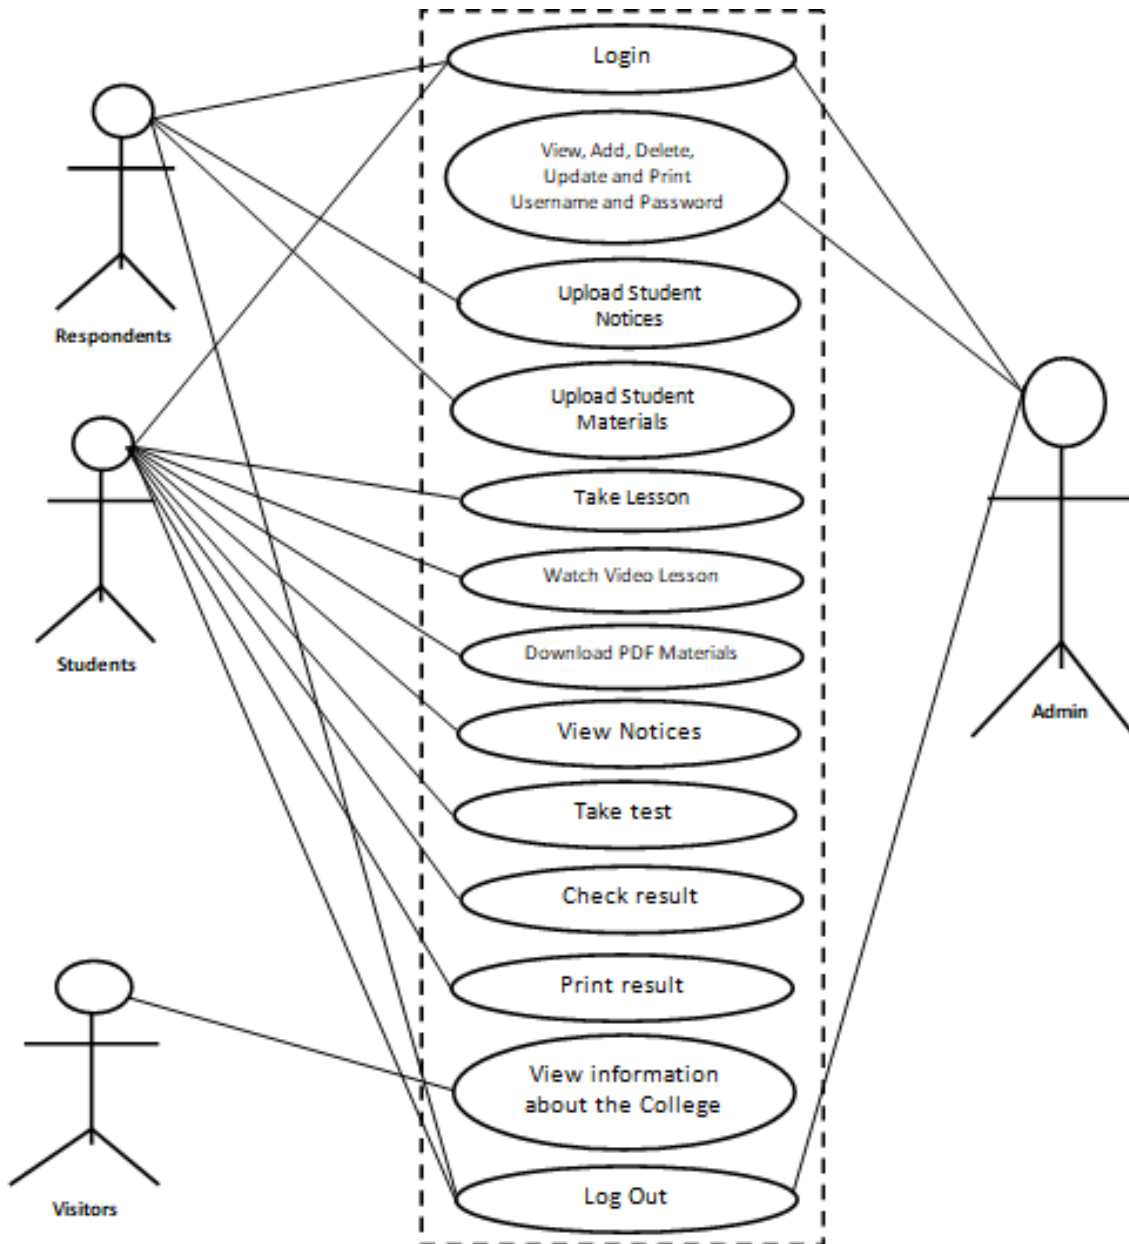 Login
View, Add, Delete,
Update and Print
Username and Password
Upload Student
Notices
Respondents
Upload Student
Materials
Take Lesson
Watch Video Lesson
Students
Download PDF Materials
Admin
View Notices
Take test
Check result
Print result
View information
about the College
Log Out
Visitors